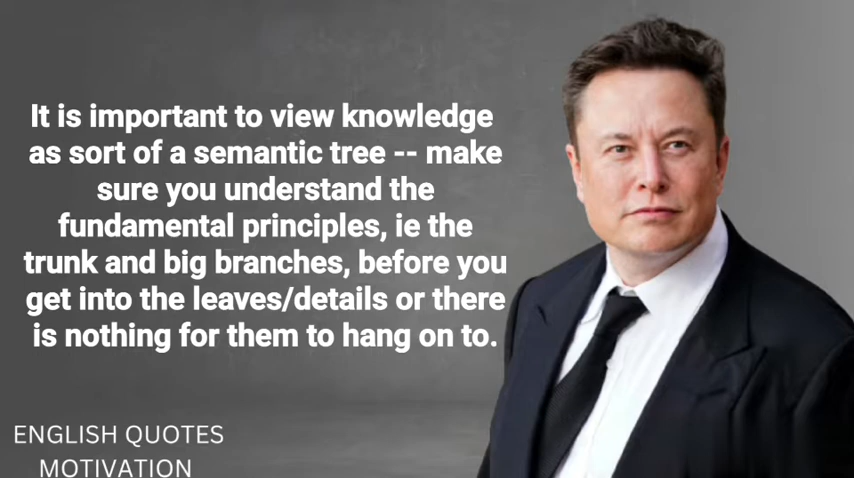 It is important to view knowledge
as sort of a semantic tree -- make
sure you understand the
fundamental principles, ie the
trunk and big branches, before you
get into the leaves/details or there
is nothing for them to hang on to.
ENGLISH QUOTES
MOTIVATION